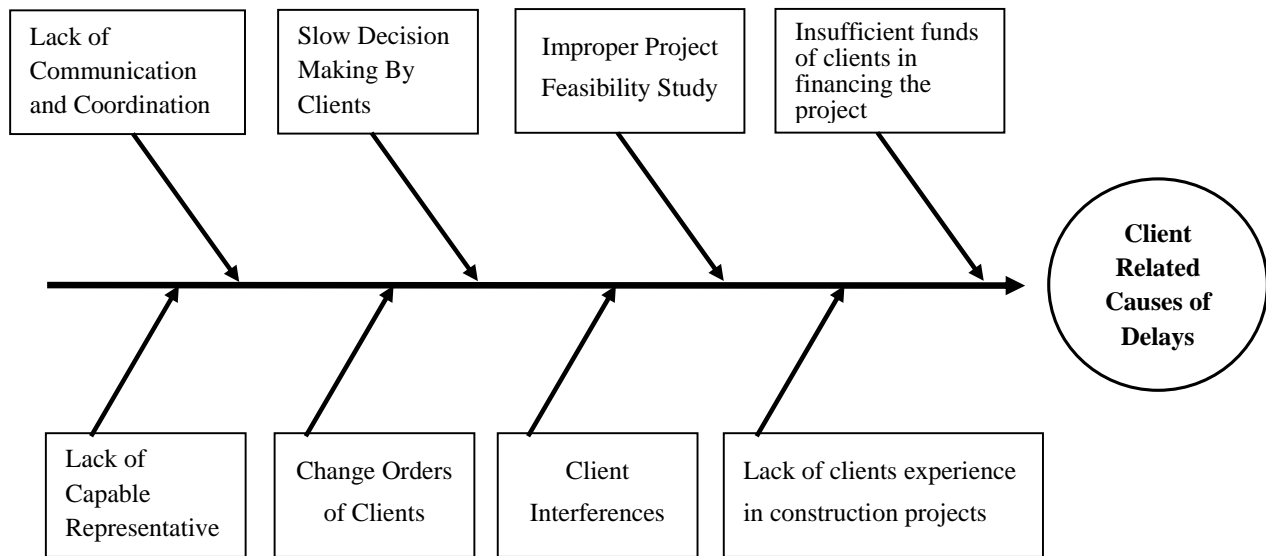 Lack of
Communication
and Coordination
Slow Decision
Making By
Clients
Improper Project
Feasibility Study
Insufficient funds
of clients in
financing the
project
Client
Related
Causes of
Delays
Lack of
Capable
Representative
Change Orders
of Clients
Client
Interferences
Lack of clients experience
in construction projects